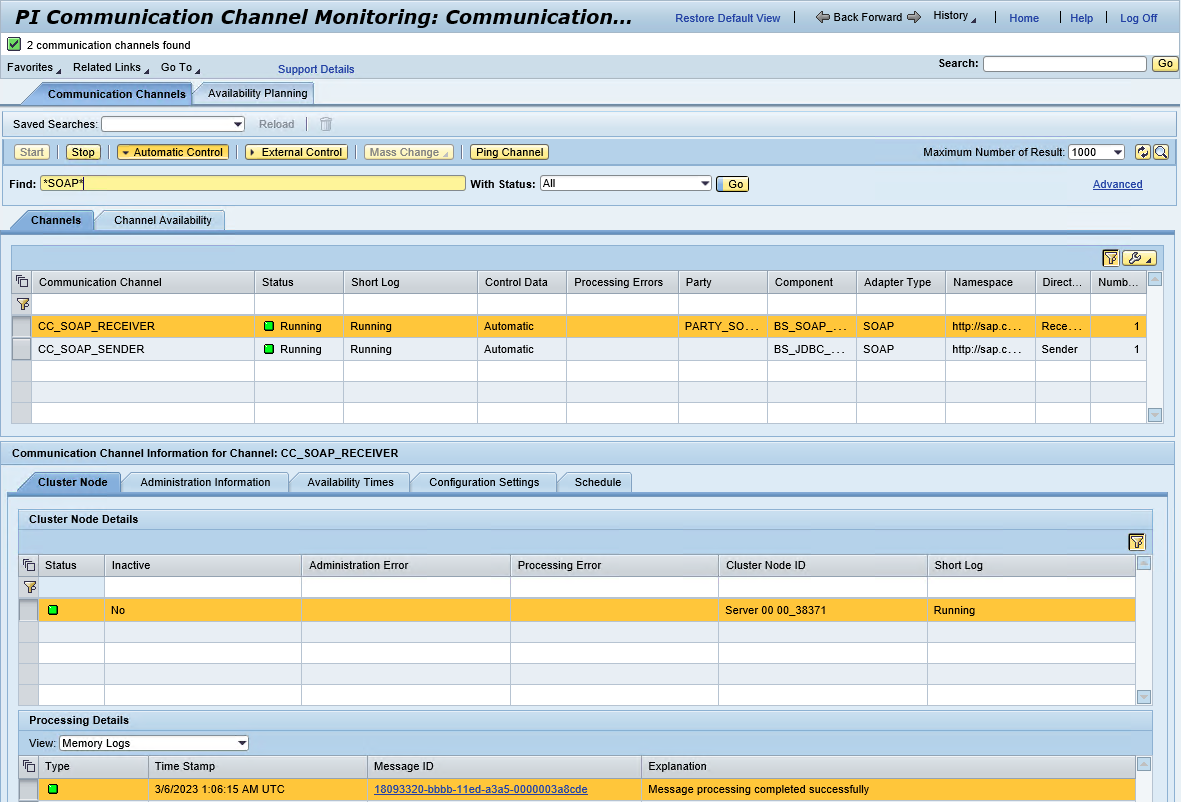 PI Communication Channel Monitoring: Communication...
Restore Default View | Back Forward History | Home | Help | Log Off
2 communication channels found
Favorites Related Links Go To Support Details Search: Go
Communication Channels Availability Planning
Saved Searches: Reload
Start Stop Automatic Control External Control Mass Change Ping Channel Maximum Number of Result: 1000
Find: *SOAP* With Status: All Go Advanced
Channels Channel Availability
Communication Channel Status Short Log Control Data Processing Errors Party Component Adapter Type Namespace Direct... Numb...
CC_SOAP_RECEIVER Running Running Automatic PARTY_SO... BS_SOAP_... SOAP http://sap.c... Rece... 1
CC_SOAP_SENDER Running Running Automatic BS_JDBC_... SOAP http://sap.c... Sender 1
Communication Channel Information for Channel: CC_SOAP_RECEIVER
Cluster Node Administration Information Availability Times Configuration Settings Schedule
Cluster Node Details
Status Inactive Administration Error Processing Error Cluster Node ID Short Log
No Server 00 00_38371 Running
Processing Details
View: Memory Logs
Type Time Stamp Message ID Explanation
3/6/2023 1:06:15 AM UTC 18093320-bbbb-11ed-a3a5-0000003a8cde Message processing completed successfully